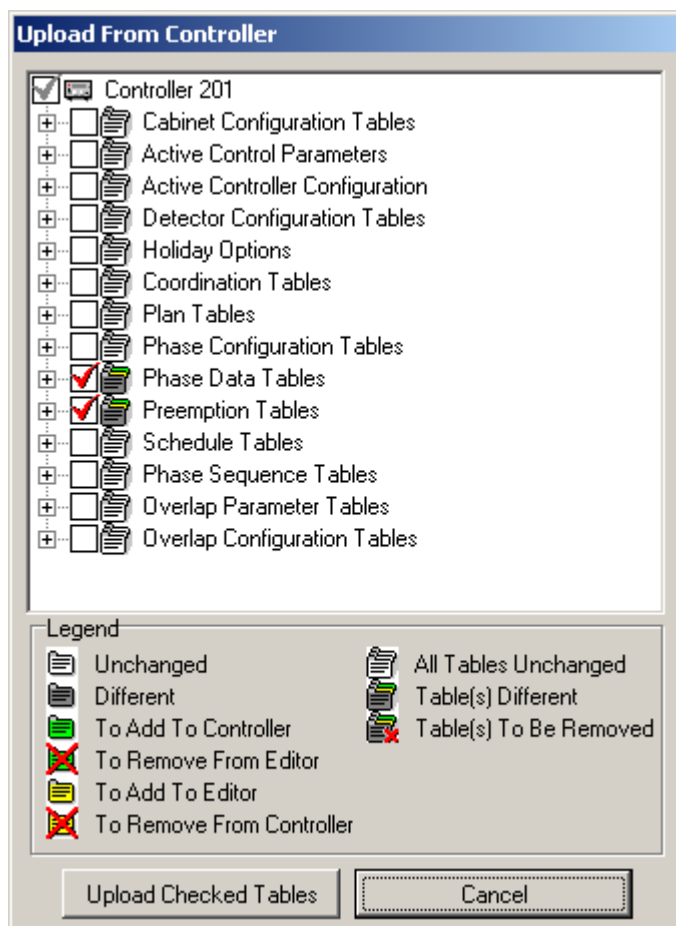 Upload From Controller
Controller 201
Cabinet Configuration Tables
Active Control Parameters
Active Controller Configuration
Detector Configuration Tables
Holiday Options
Coordination Tables
Plan Tables
Phase Configuration Tables
Phase Data Tables
Preemption Tables
Schedule Tables
Phase Sequence Tables
Overlap Parameter Tables
Overlap Configuration Tables
Legend
Unchanged
Different
To Add To Controller
To Remove From Editor
To Add To Editor
To Remove From Controller
All Tables Unchanged
Table(s) Different
Table(s) To Be Removed
Upload Checked Tables
Cancel